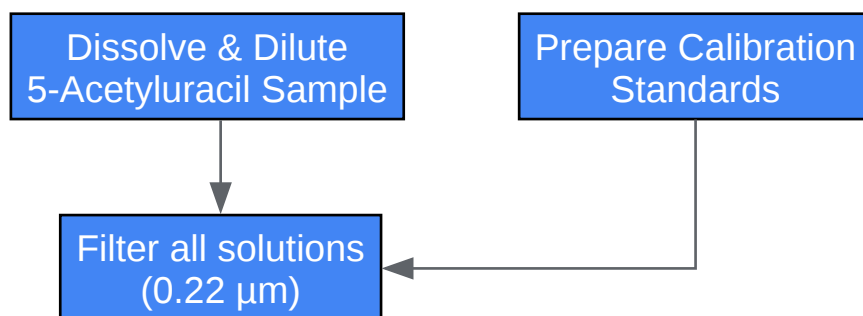 Dissolve & Dilute
5-Acetyluracil Sample
Prepare Calibration
Standards
Filter all solutions
(0.22 µm)